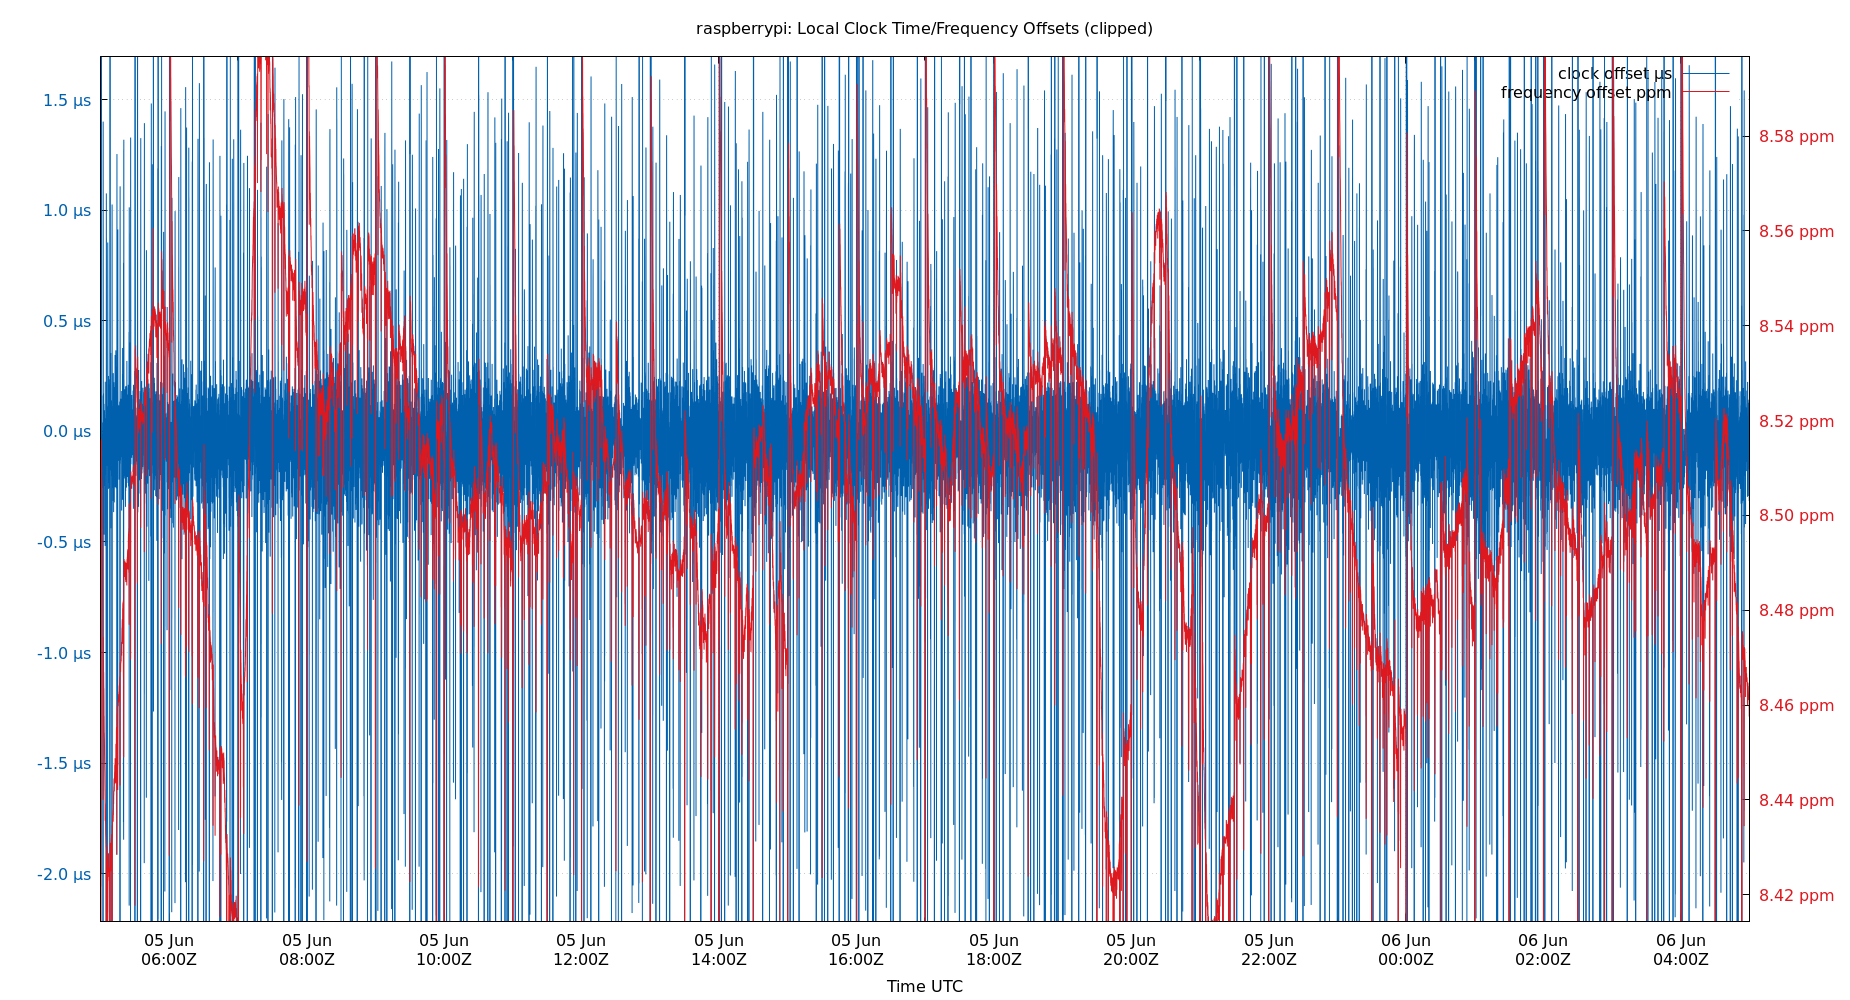 raspberrypi: Local Clock Time/Frequency Offsets (clipped)
clock offset µs
frequency offset ppm
1.5 µs
1.0 µs
0.5 µs
0.0 µs
-0.5 µs
-1.0 µs
-1.5 µs
-2.0 µs
8.58 ppm
8.56 ppm
8.54 ppm
8.52 ppm
8.50 ppm
8.48 ppm
8.46 ppm
8.44 ppm
8.42 ppm
05 Jun 05 Jun 05 Jun 05 Jun 05 Jun 05 Jun 05 Jun 05 Jun 05 Jun 06 Jun 06 Jun 06 Jun
06:00Z 08:00Z 10:00Z 12:00Z 14:00Z 16:00Z 18:00Z 20:00Z 22:00Z 00:00Z 02:00Z 04:00Z
Time UTC